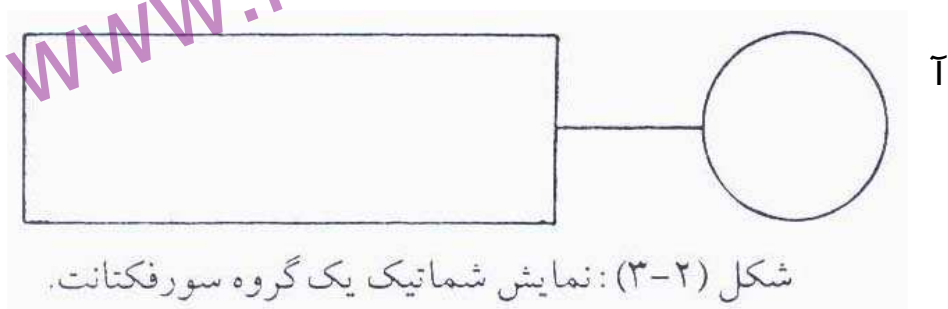 www.
آ
شکل (۲-۳) : نمایش شماتیک یک گروه سورفکتانت.